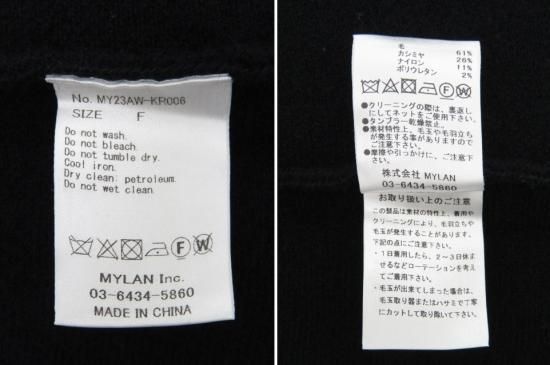 No. MY23AW-KR006
SIZE F
Do not wash.
Do not bleach.
Do not tumble dry.
Cool iron.
Dry clean: petroleum.
Do not wet clean
F W
MYLAN Inc.
03-6434-5860
MADE IN CHINA
毛 61%
カシミヤ 26%
ナイロン 11%
ポリウレタン 2%
F W
●クリーニングの際は、裏返し
にしてネットをご使用下さい。
●タンブラー乾燥禁止。
●素材特性上、毛玉や毛羽立ち
が発生する事がありますので
ご注意下さい。
●摩擦や引っかけに、ご注意下
さい。
株式会社 MYLAN
03-6434-5860
お取り扱い上のご注意
この製品は素材の特性上、着用や
クリーニングにより、毛羽立ちや
毛玉が発生することがあります。
下記の点にご注意下さい。
・1日着用したら、2~3日休ま
せるなどローテーションを考え
てご着用下さい。
・毛玉が出来てしまった場合は、
毛玉取り器またはハサミで丁寧
にカットして取り除いて下さい。